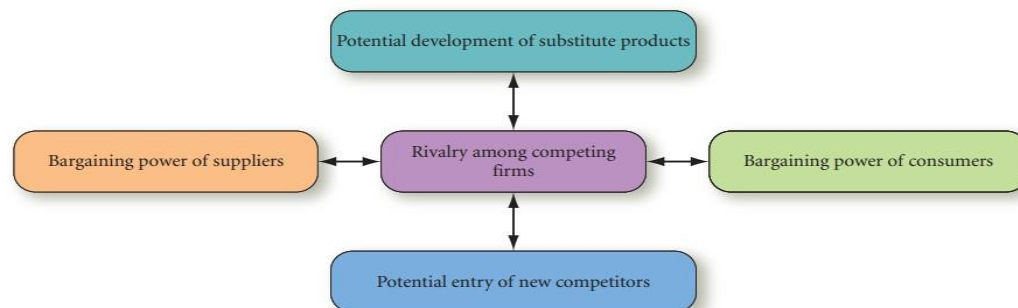 Potential development of substitute products
Bargaining power of suppliers
Rivalry among competing
firms
Bargaining power of consumers
Potential entry of new competitors